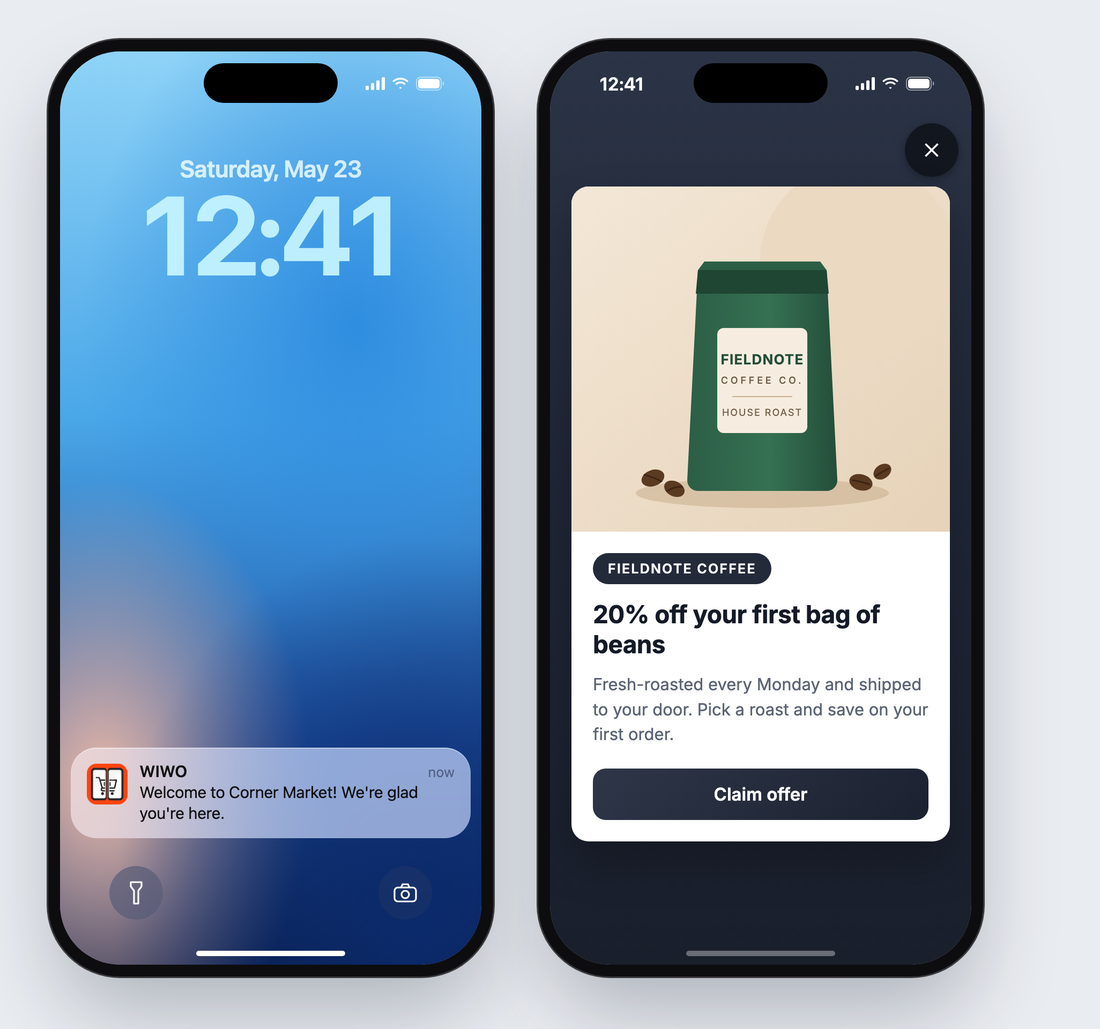 Saturday, May 23
12:41
WIWO
now
Welcome to Corner Market! We're glad
you're here.
12:41
FIELDNOTE
COFFEE CO.
HOUSE ROAST
FIELDNOTE COFFEE
20% off your first bag of
beans
Fresh-roasted every Monday and shipped
to your door. Pick a roast and save on your
first order.
Claim offer